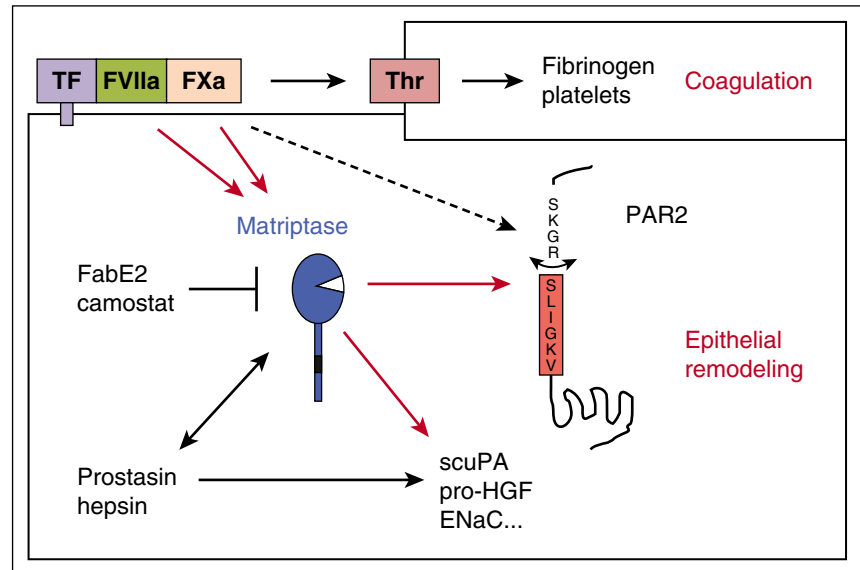 TF FVIIa FXa
Thr
Fibrinogen
platelets
Coagulation
Matriptase
S
K
G
R
PAR2
FabE2
camostat
S
L
I
G
K
V
Epithelial
remodeling
Prostasin
hepsin
scuPA
pro-HGF
ENaC...